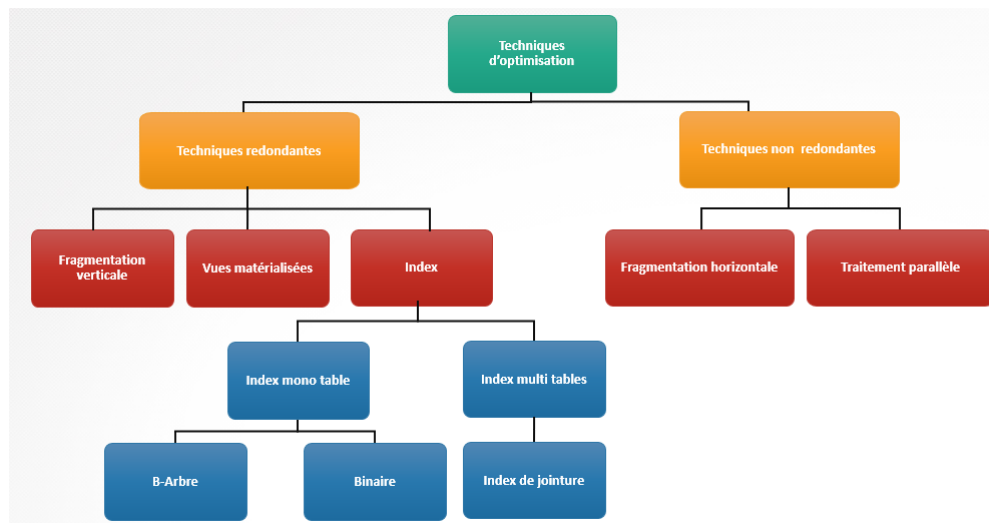 Techniques
d'optimisation
Techniques redondantes
Techniques non redondantes
Fragmentation
verticale
Vues matérialisées
Index
Fragmentation horizontale
Traitement parallèle
Index mono table
Index multi tables
B-Arbre
Binaire
Index de jointure